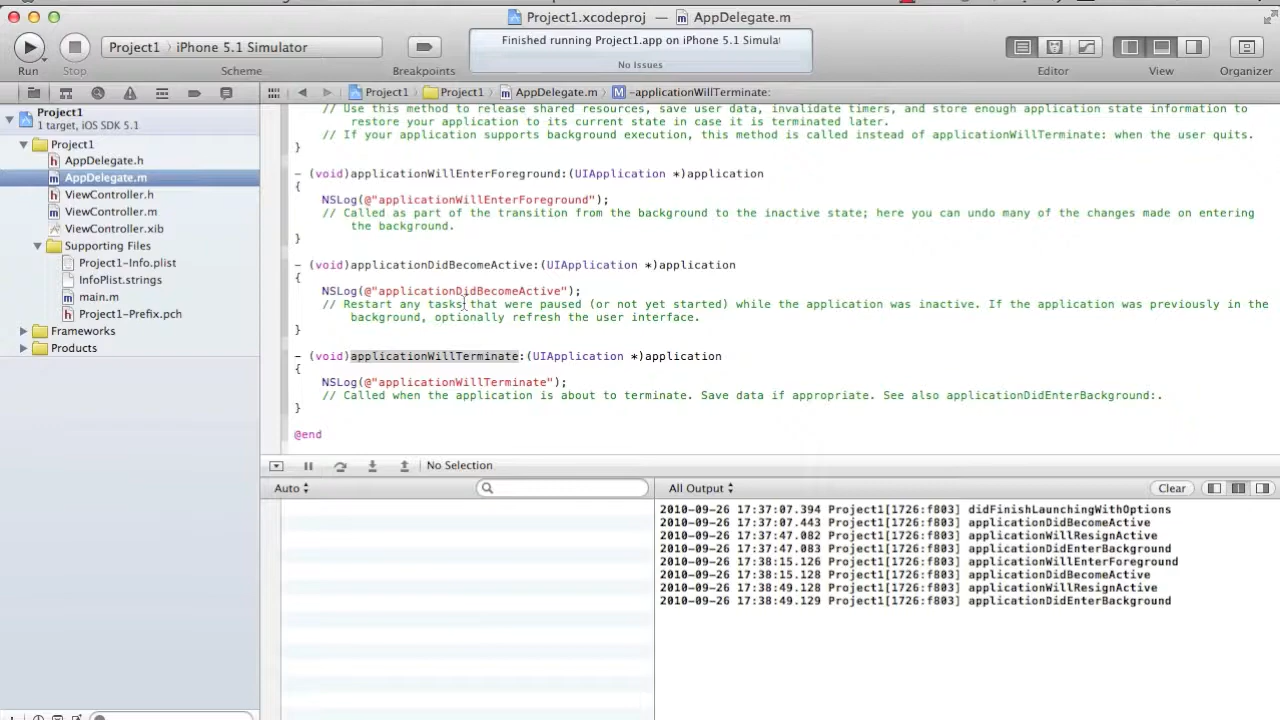 Project1.xcodeproj — AppDelegate.m
Run
Stop
Project1 〉 iPhone 5.1 Simulator
Scheme
Breakpoints
Finished running Project1.app on iPhone 5.1 Simulat
No Issues
Editor
View
Organizer
Project1 Project1 AppDelegate.m M -applicationWillTerminate:
Project1
1 target, iOS SDK 5.1
Project1
h AppDelegate.h
m AppDelegate.m
h ViewController.h
m ViewController.m
ViewController.xib
Supporting Files
Project1-Info.plist
InfoPlist.strings
m main.m
h Project1-Prefix.pch
Frameworks
Products
// Use this method to release shared resources, save user data, invalidate timers, and store enough application state information to
restore your application to its current state in case it is terminated later.
// If your application supports background execution, this method is called instead of applicationWillTerminate: when the user quits.
}
- (void)applicationWillEnterForeground:(UIApplication *)application
{
NSLog(@"applicationWillEnterForeground");
// Called as part of the transition from the background to the inactive state; here you can undo many of the changes made on entering
the background.
}
- (void)applicationDidBecomeActive:(UIApplication *)application
{
NSLog(@"applicationDidBecomeActive");
// Restart any tasks that were paused (or not yet started) while the application was inactive. If the application was previously in the
background, optionally refresh the user interface.
}
- (void)applicationWillTerminate:(UIApplication *)application
{
NSLog(@"applicationWillTerminate");
// Called when the application is about to terminate. Save data if appropriate. See also applicationDidEnterBackground:.
}
@end
No Selection
Auto
All Output
Clear
2010-09-26 17:37:07.394 Project1[1726:f803] didFinishLaunchingWithOptions
2010-09-26 17:37:07.443 Project1[1726:f803] applicationDidBecomeActive
2010-09-26 17:37:47.082 Project1[1726:f803] applicationWillResignActive
2010-09-26 17:37:47.083 Project1[1726:f803] applicationDidEnterBackground
2010-09-26 17:38:15.126 Project1[1726:f803] applicationWillEnterForeground
2010-09-26 17:38:15.128 Project1[1726:f803] applicationDidBecomeActive
2010-09-26 17:38:49.128 Project1[1726:f803] applicationWillResignActive
2010-09-26 17:38:49.129 Project1[1726:f803] applicationDidEnterBackground